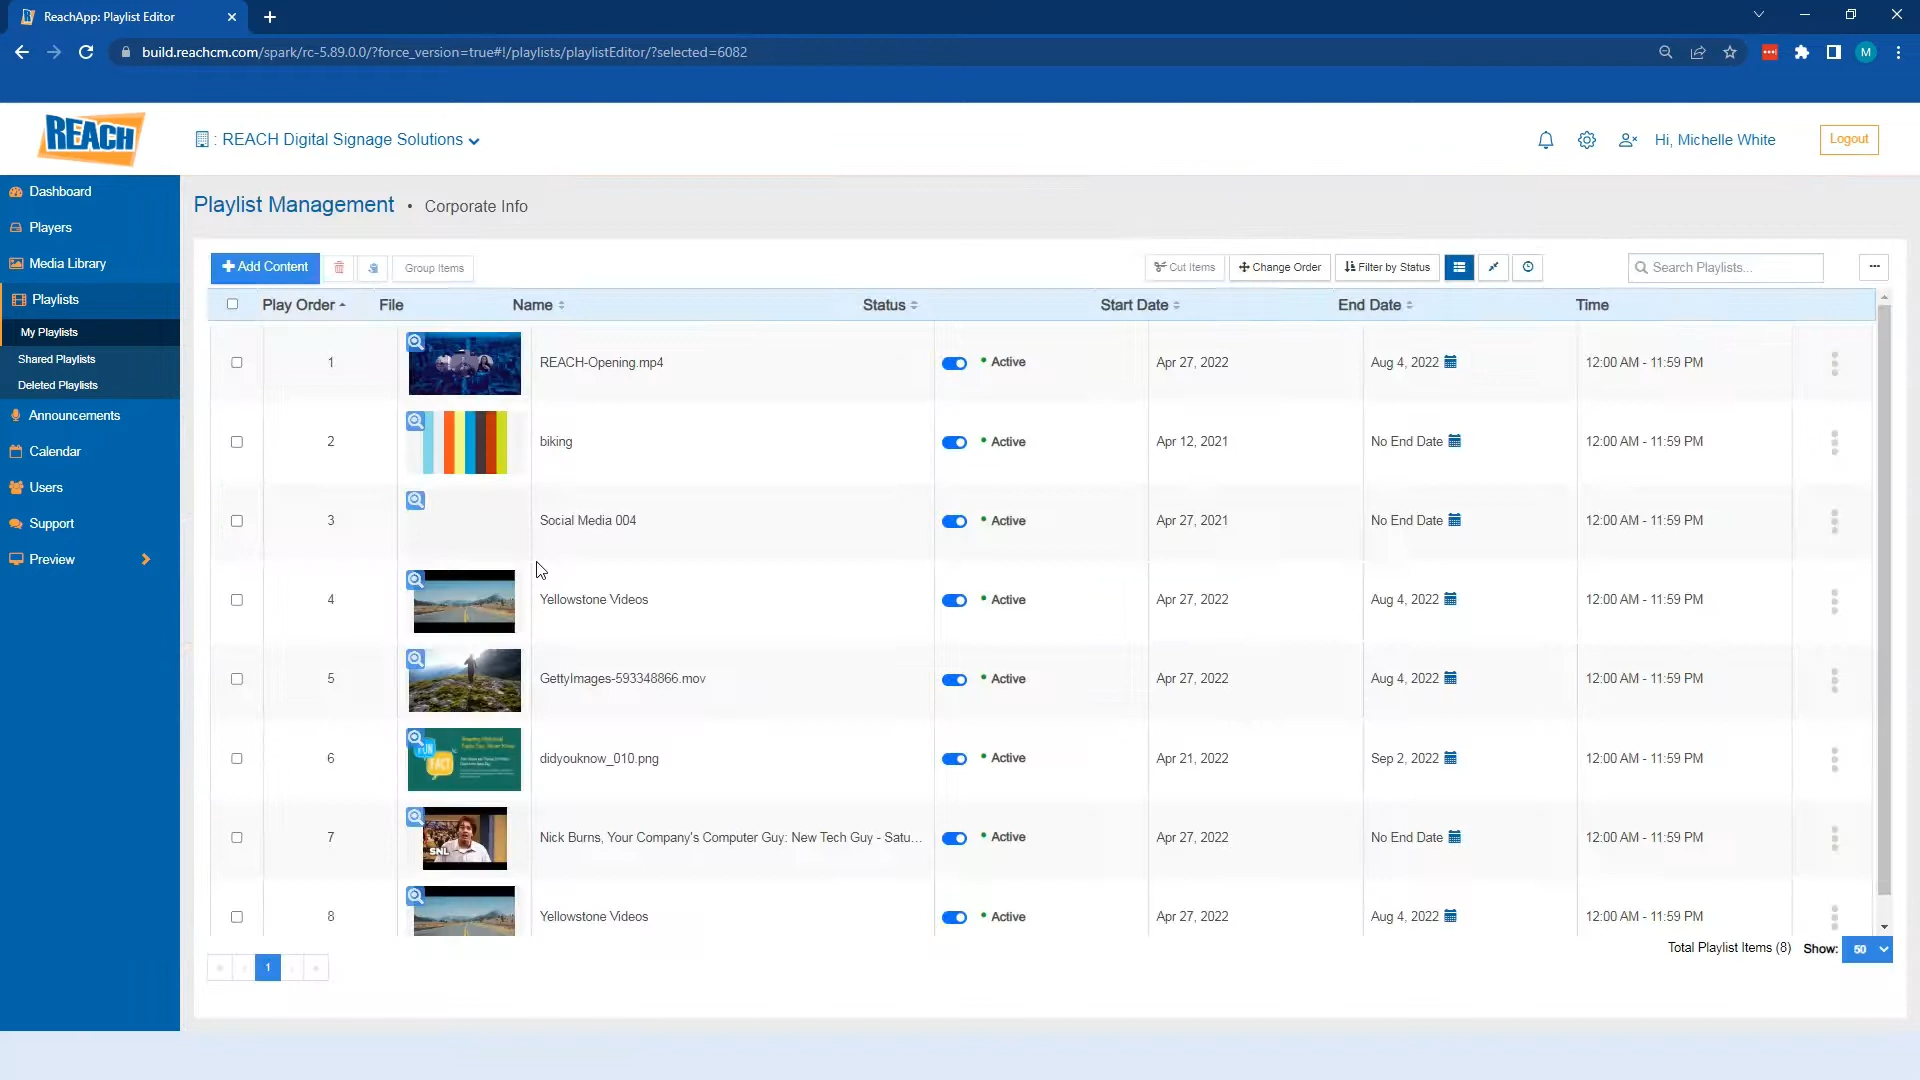 ReachApp: Playlist Editor
build.reachcm.com/spark/rc-5.89.0.0/?force_version=true#!/playlists/playlistEditor/?selected=6082
M
REACH
: REACH Digital Signage Solutions
Hi, Michelle White
Logout
Dashboard
Players
Media Library
Playlists
My Playlists
Shared Playlists
Deleted Playlists
Announcements
Calendar
Users
Support
Preview
Playlist Management • Corporate Info
Add Content
Group Items
Cut Items
Change Order
Filter by Status
Search Playlists...
Play Order File Name Status Start Date End Date Time
1 REACH-Opening.mp4 Active Apr 27, 2022 Aug 4, 2022 12:00 AM - 11:59 PM
2 biking Active Apr 12, 2021 No End Date 12:00 AM - 11:59 PM
3 Social Media 004 Active Apr 27, 2021 No End Date 12:00 AM - 11:59 PM
4 Yellowstone Videos Active Apr 27, 2022 Aug 4, 2022 12:00 AM - 11:59 PM
5 GettyImages-593348866.mov Active Apr 27, 2022 Aug 4, 2022 12:00 AM - 11:59 PM
FUN FACT
6 didyouknow_010.png Active Apr 21, 2022 Sep 2, 2022 12:00 AM - 11:59 PM
SNL
7 Nick Burns, Your Company's Computer Guy: New Tech Guy - Satu... Active Apr 27, 2022 No End Date 12:00 AM - 11:59 PM
8 Yellowstone Videos Active Apr 27, 2022 Aug 4, 2022 12:00 AM - 11:59 PM
Total Playlist Items (8) Show: 50
1